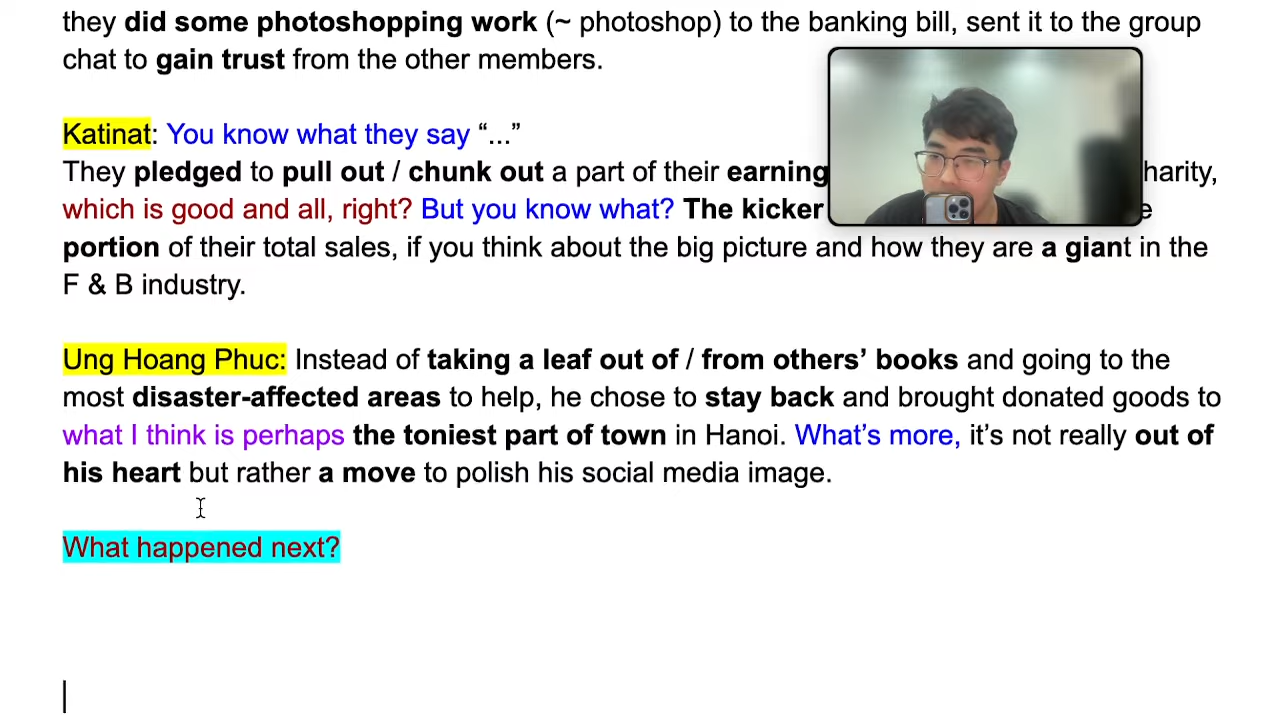 they did some photoshopping work (~ photoshop) to the banking bill, sent it to the group
chat to gain trust from the other members.
Katinat: You know what they say “...”
They pledged to pull out / chunk out a part of their earning harity,
which is good and all, right? But you know what? The kicker e
portion of their total sales, if you think about the big picture and how they are a giant in the
F & B industry.
Ung Hoang Phuc: Instead of taking a leaf out of / from others’ books and going to the
most disaster-affected areas to help, he chose to stay back and brought donated goods to
what I think is perhaps the toniest part of town in Hanoi. What’s more, it’s not really out of
his heart but rather a move to polish his social media image.
What happened next?